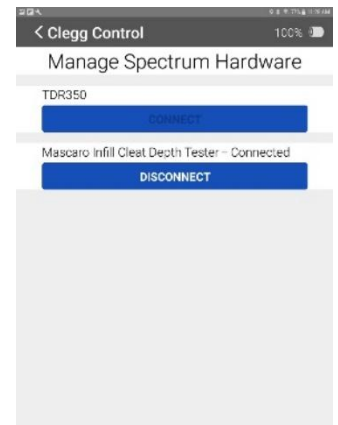 < Clegg Control 100%
Manage Spectrum Hardware
TDR350
CONNECT
Mascaro Infill Cleat Depth Tester - Connected
DISCONNECT